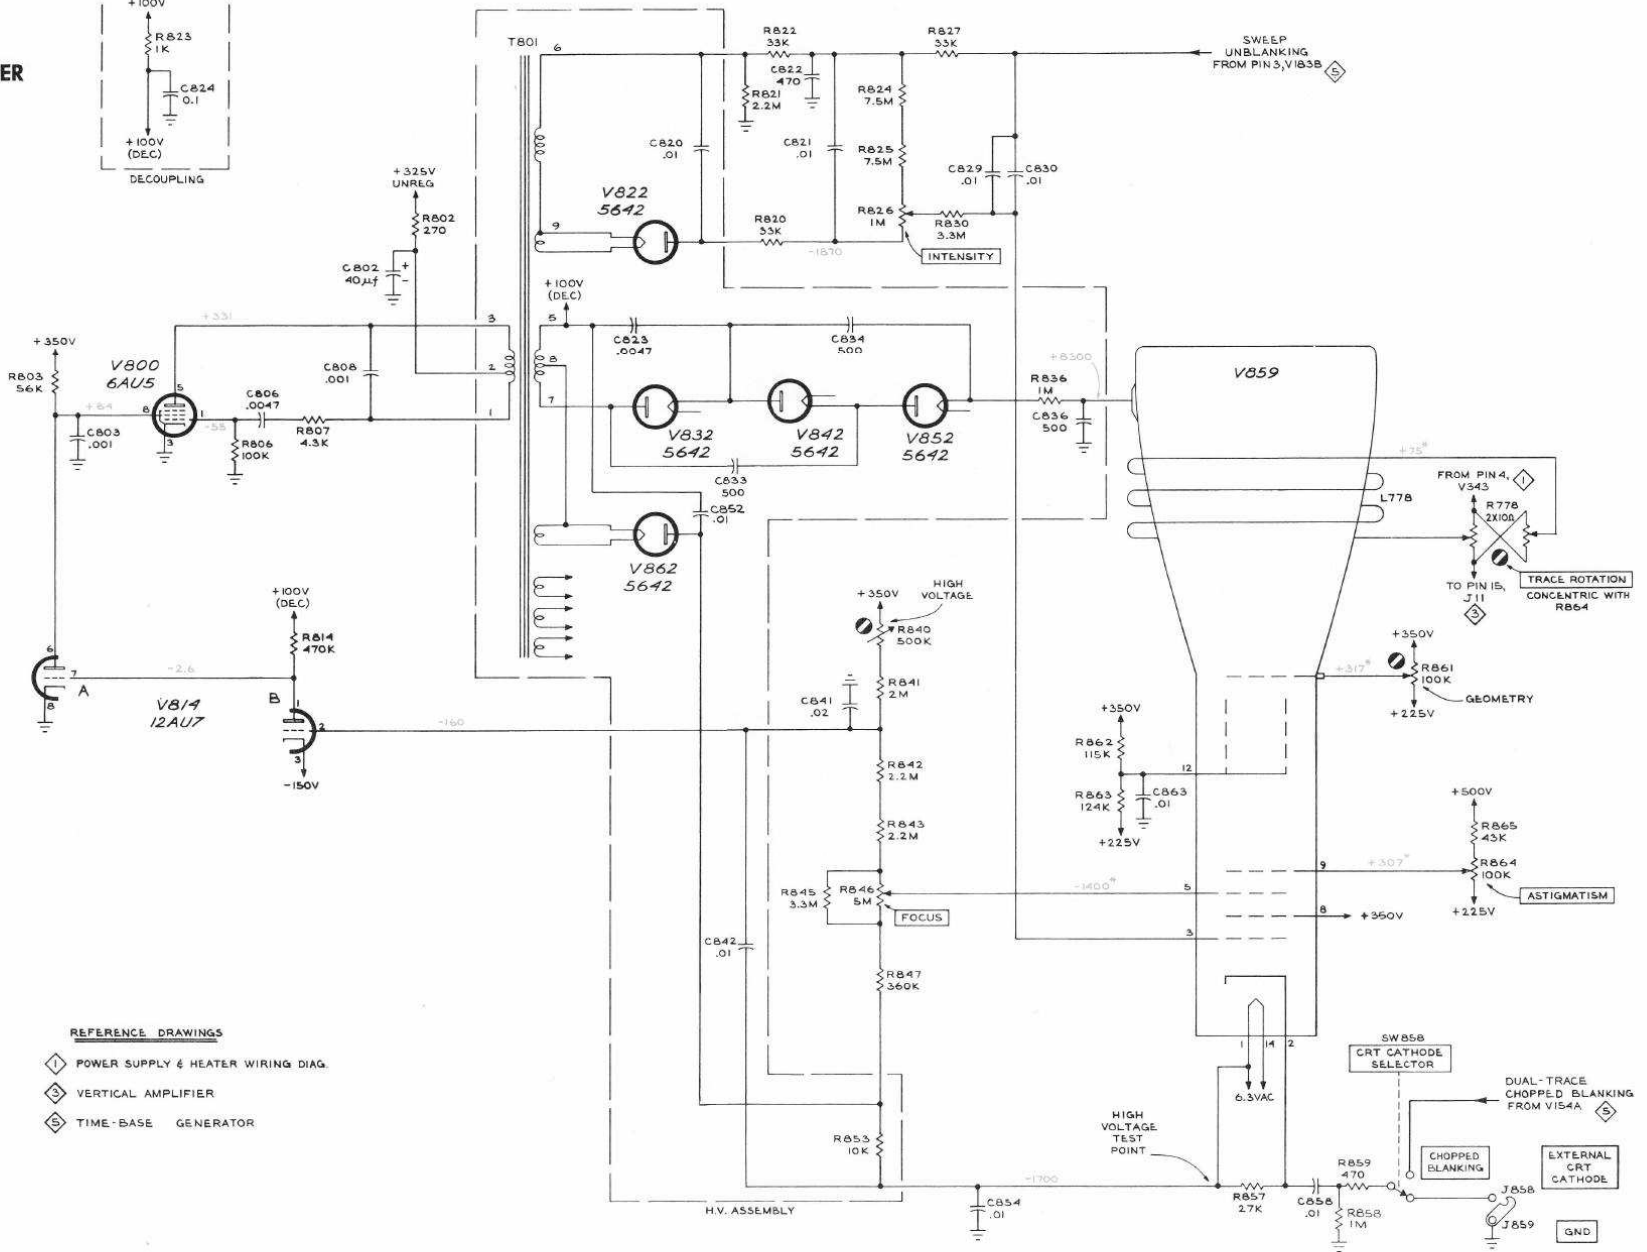 +100V
R823
1K
C824
0.1
+100V
(DEC)
DECOUPLING
ER
T801
6
R822
33K
R827
33K
SWEEP
UNBLANKING
FROM PIN 3, V183B
5
C822
470
R821
2.2M
R824
7.5M
C820
.01
C821
.01
R825
7.5M
C829
.01
C830
.01
V822
5642
9
R820
33K
R826
1M
R830
3.3M
-1870
INTENSITY
+325V
UNREG
R802
270
C802
40μf
+
-
+100V
(DEC)
+331
3
5
C823
.0047
C834
500
+350V
R803
56K
V800
6AU5
5
C808
.001
2
8
+8300
R836
1M
V859
C806
.0047
+84
8
1
-55
R807
4.3K
1
7
C803
.001
3
R806
100K
C836
500
V832
5642
V842
5642
V852
5642
C833
500
+75*
FROM PIN 4,
V343
1
L778
R778
2X10Ω
C852
.01
V862
5642
TO PIN 15,
J11
3
TRACE ROTATION
CONCENTRIC WITH
R864
+350V
HIGH
VOLTAGE
R840
500K
+100V
(DEC)
R814
470K
+350V
R861
100K
+317*
GEOMETRY
+225V
6
7
A
8
-2.6
V814
12AU7
B
1
2
3
-150V
-160
R841
2M
C841
.02
+350V
R862
115K
12
R863
124K
C863
.01
+225V
R842
2.2M
R843
2.2M
+500V
R865
43K
9
+307*
R864
100K
ASTIGMATISM
+225V
R845
3.3M
R846
5M
-1400*
5
FOCUS
8
+350V
3
C842
.01
R847
360K
1
14
2
6.3VAC
SW858
CRT CATHODE
SELECTOR
DUAL-TRACE
CHOPPED BLANKING
FROM V154A
5
REFERENCE DRAWINGS
1 POWER SUPPLY & HEATER WIRING DIAG.
3 VERTICAL AMPLIFIER
5 TIME-BASE GENERATOR
R853
10K
HIGH
VOLTAGE
TEST
POINT
CHOPPED
BLANKING
EXTERNAL
CRT
CATHODE
-1700
R859
470
C854
.01
R857
27K
C858
.01
R858
1M
J858
J859
GND
H.V. ASSEMBLY